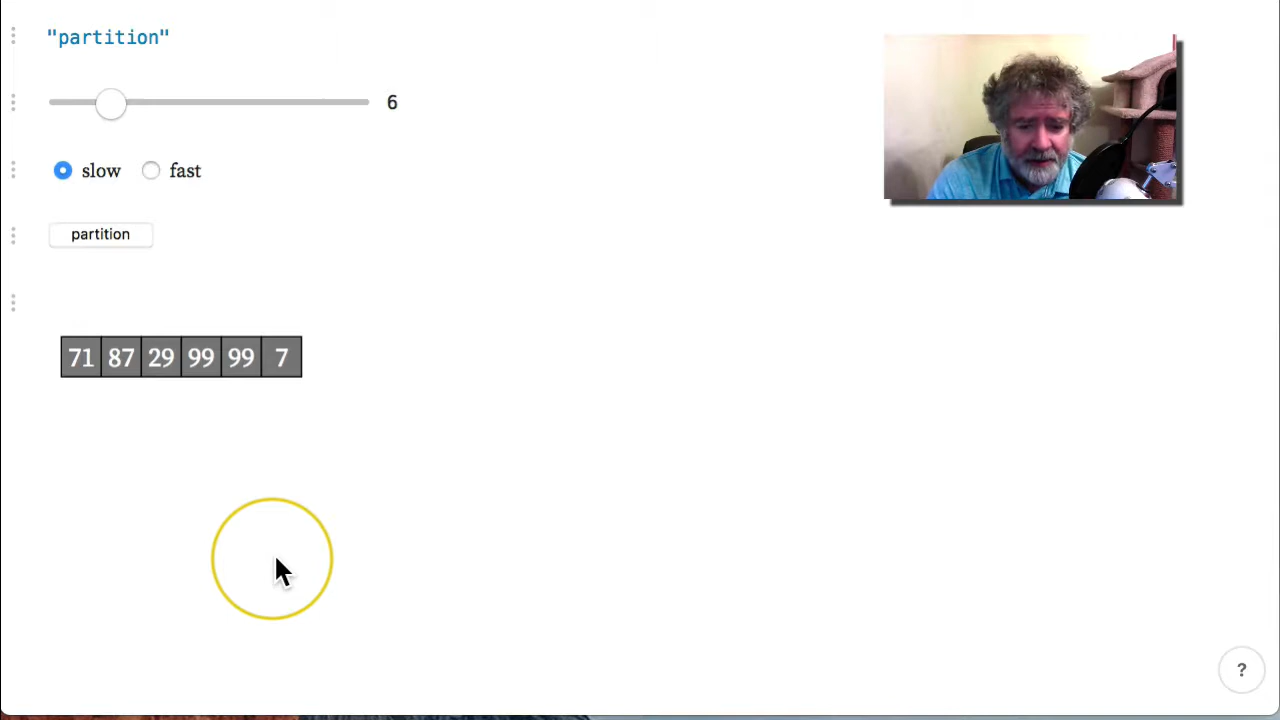 "partition"
6
slow fast
partition
71 87 29 99 99 7
?